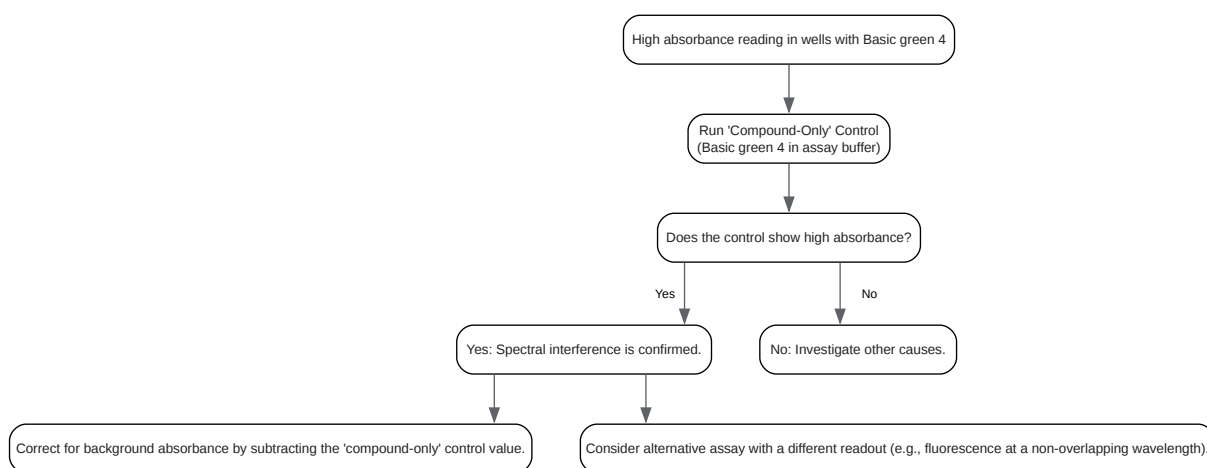 High absorbance reading in wells with Basic green 4
Run 'Compound-Only' Control
(Basic green 4 in assay buffer)
Does the control show high absorbance?
Yes
No
Yes: Spectral interference is confirmed.
No: Investigate other causes.
Correct for background absorbance by subtracting the 'compound-only' control value.
Consider alternative assay with a different readout (e.g., fluorescence at a non-overlapping wavelength).